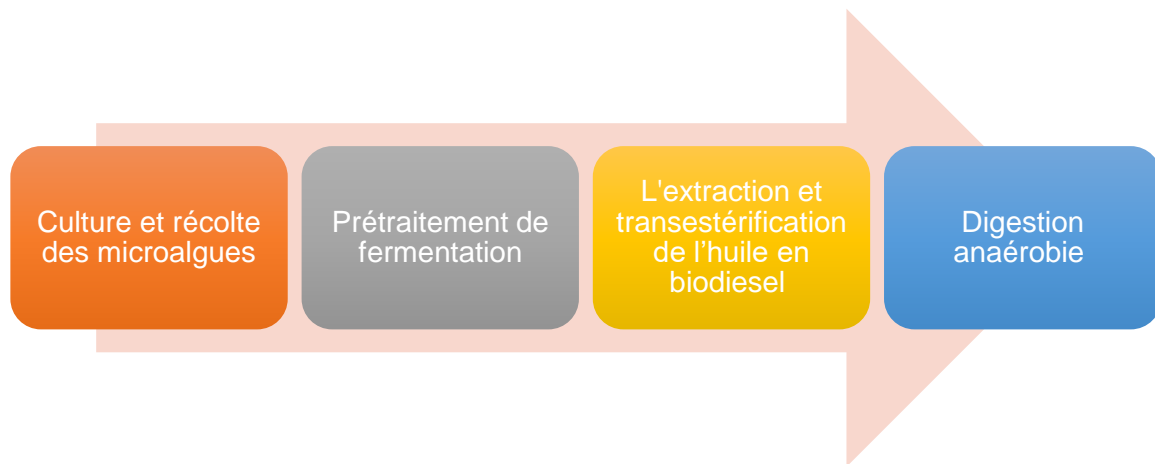 Culture et récolte
des microalgues
Prétraitement de
fermentation
L'extraction et
transestérification
de l’huile en
biodiesel
Digestion
anaérobie